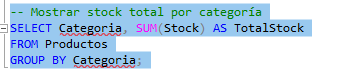 -- Mostrar stock total por categoría
SELECT Categoria, SUM(Stock) AS TotalStock
FROM Productos
GROUP BY Categoria;